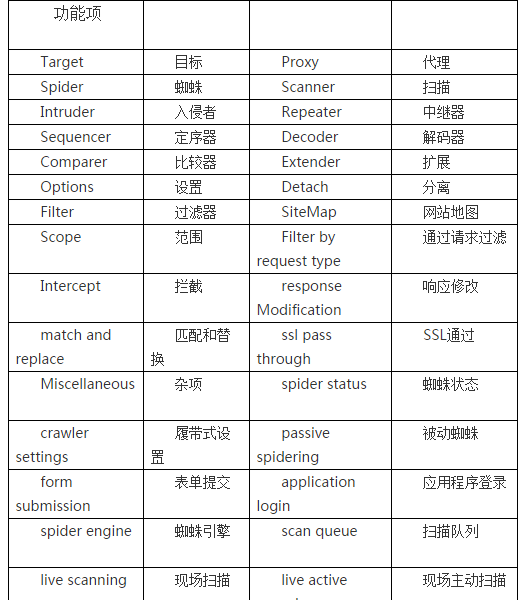 功能项
Target 目标 Proxy 代理
Spider 蜘蛛 Scanner 扫描
Intruder 入侵者 Repeater 中继器
Sequencer 定序器 Decoder 解码器
Comparer 比较器 Extender 扩展
Options 设置 Detach 分离
Filter 过滤器 SiteMap 网站地图
Scope 范围 Filter by 通过请求过滤
request type
Intercept 拦截 response 响应修改
Modification
match and 匹配和替 ssl pass SSL通过
replace 换 through
Miscellaneous 杂项 spider status 蜘蛛状态
crawler 履带式设 passive 被动蜘蛛
settings 置 spidering
form 表单提交 application 应用程序登录
submission login
spider engine 蜘蛛引擎 scan queue 扫描队列
live scanning 现场扫描 live active 现场主动扫描